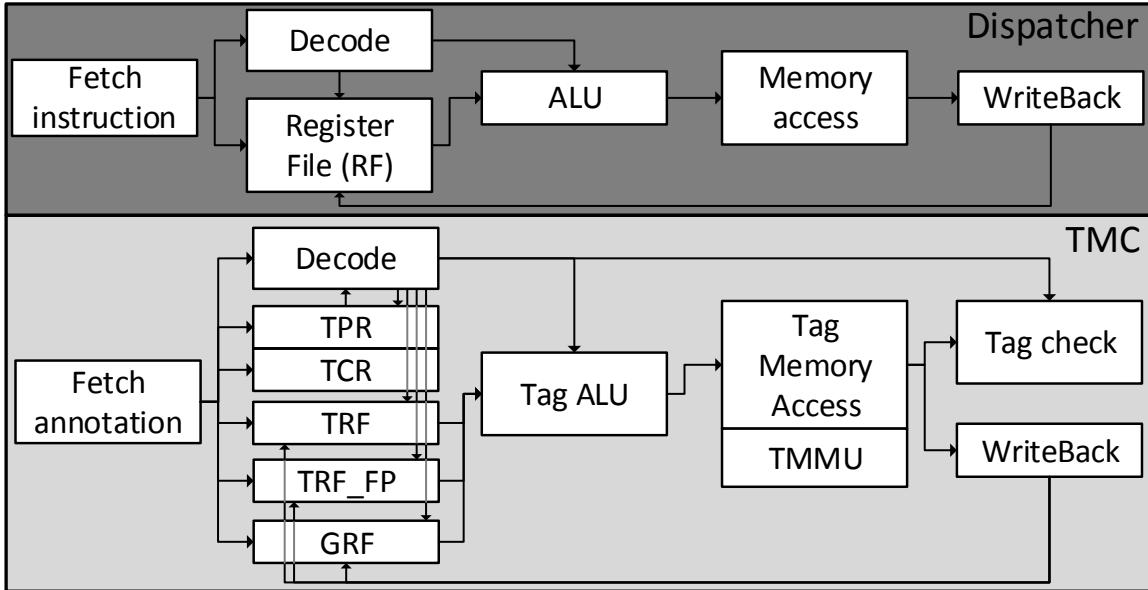 Dispatcher
Fetch
instruction
Decode
Register
File (RF)
ALU
Memory
access
WriteBack
TMC
Fetch
annotation
Decode
TPR
TCR
TRF
TRF_FP
GRF
Tag ALU
Tag
Memory
Access
TMMU
Tag check
WriteBack